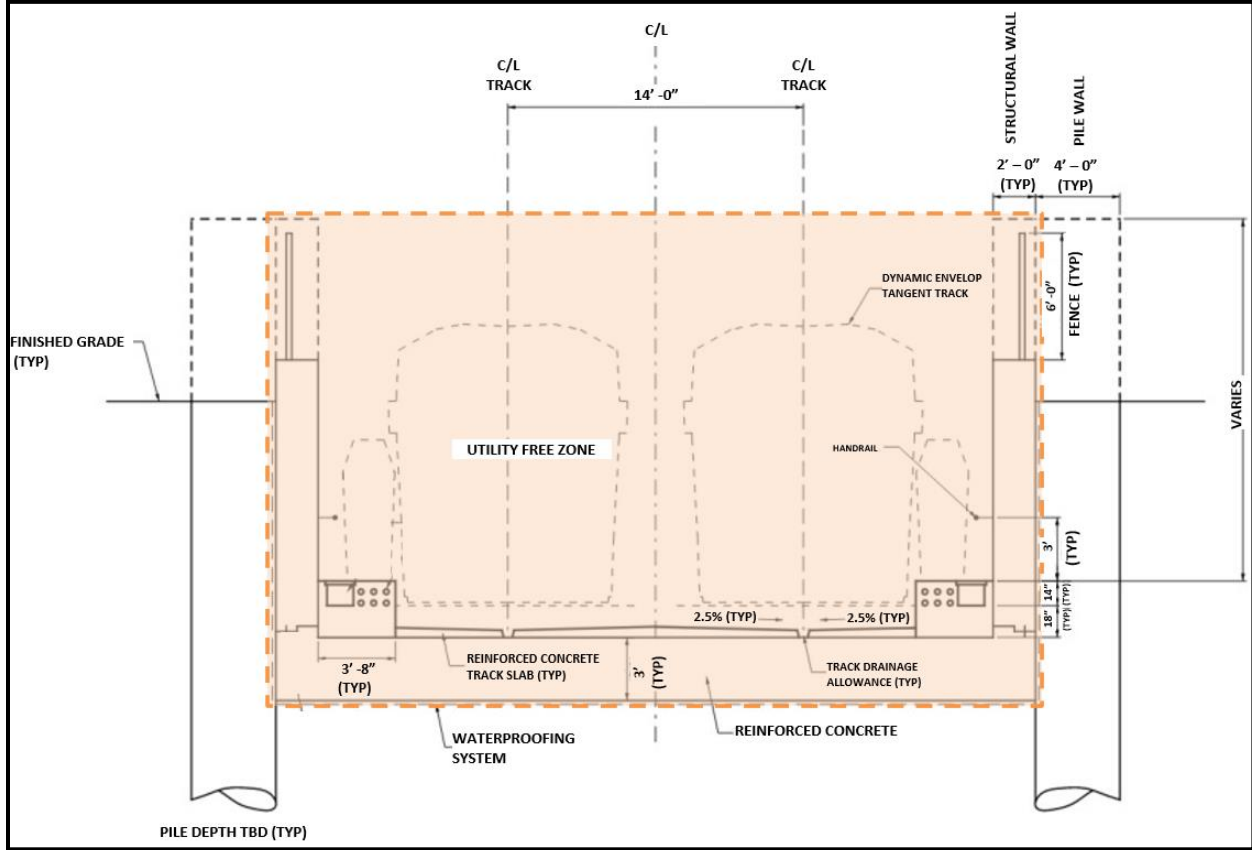 C/L
C/L
TRACK
C/L
TRACK
14' -0"
STRUCTURAL WALL
PILE WALL
2' – 0"
(TYP)
4' – 0"
(TYP)
DYNAMIC ENVELOP
TANGENT TRACK
6' -0"
FENCE (TYP)
FINISHED GRADE
(TYP)
VARIES
UTILITY FREE ZONE
HANDRAIL
3'
(TYP)
14"
(TYP)
18"
(TYP)
2.5% (TYP)
2.5% (TYP)
3' -8"
(TYP)
REINFORCED CONCRETE
TRACK SLAB (TYP)
3'
(TYP)
TRACK DRAINAGE
ALLOWANCE (TYP)
WATERPROOFING
SYSTEM
REINFORCED CONCRETE
PILE DEPTH TBD (TYP)